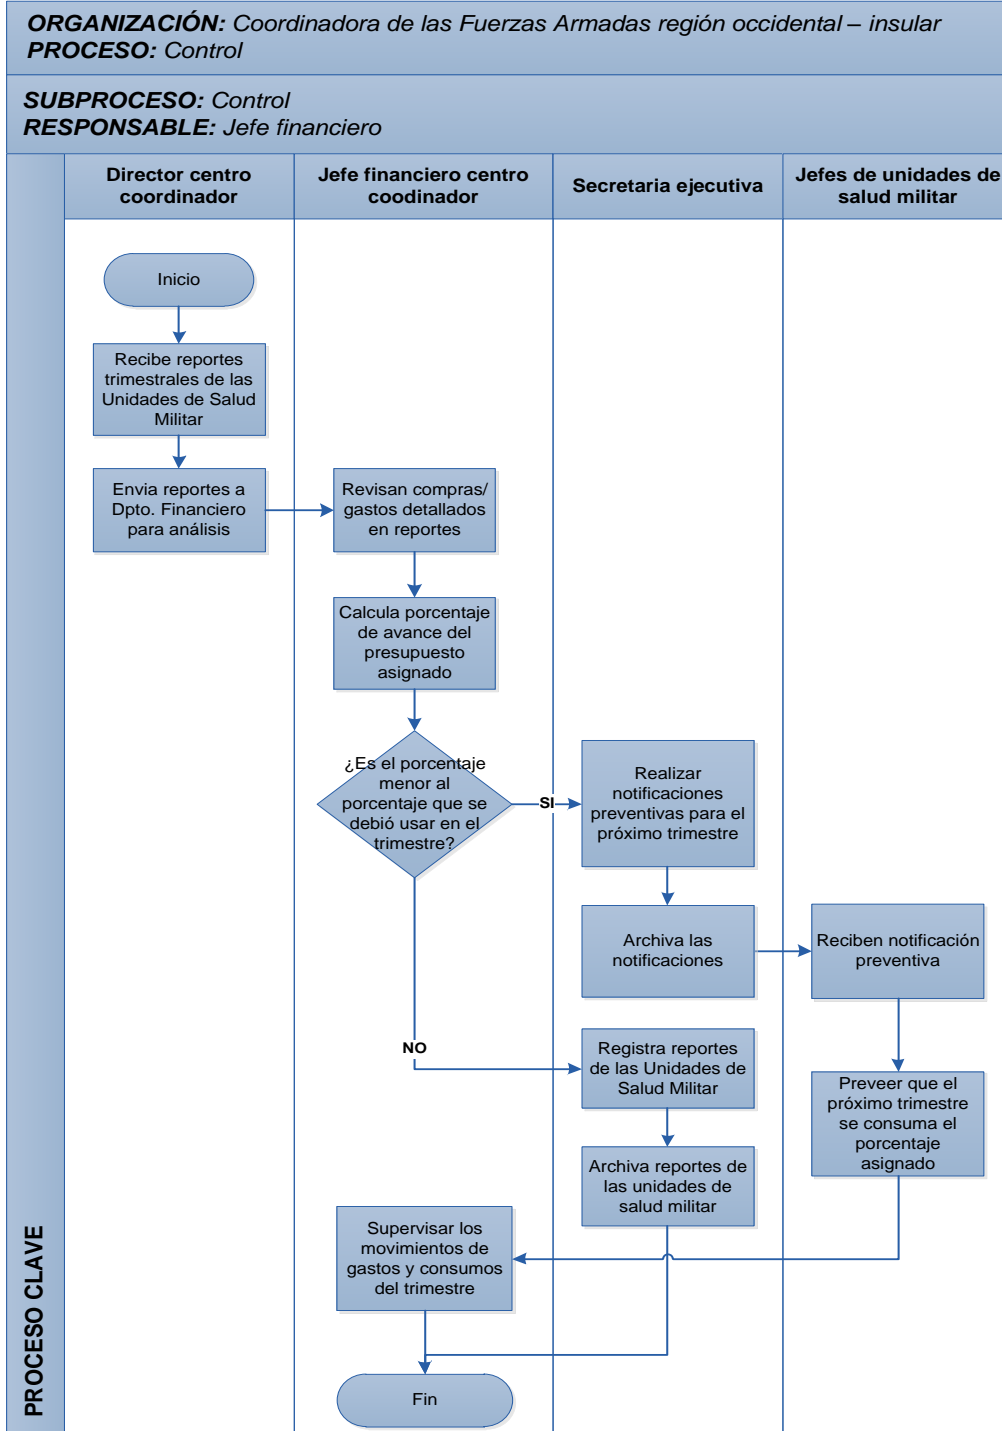 ORGANIZACIÓN: Coordinadora de las Fuerzas Armadas región occidental – insular
PROCESO: Control
SUBPROCESO: Control
RESPONSABLE: Jefe financiero
Director centro
coordinador
Jefe financiero centro
coodinador
Secretaria ejecutiva
Jefes de unidades de
salud militar
Inicio
Recibe reportes
trimestrales de las
Unidades de Salud
Militar
Envia reportes a
Dpto. Financiero
para análisis
Revisan compras/
gastos detallados
en reportes
Calcula porcentaje
de avance del
presupuesto
asignado
¿Es el porcentaje
menor al
porcentaje que se
debió usar en el
trimestre?
SI
Realizar
notificaciones
preventivas para el
próximo trimestre
Archiva las
notificaciones
Reciben notificación
preventiva
NO
Registra reportes
de las Unidades de
Salud Militar
Preveer que el
próximo trimestre
se consuma el
porcentaje
asignado
Archiva reportes de
las unidades de
salud militar
Supervisar los
movimientos de
gastos y consumos
del trimestre
Fin
PROCESO CLAVE